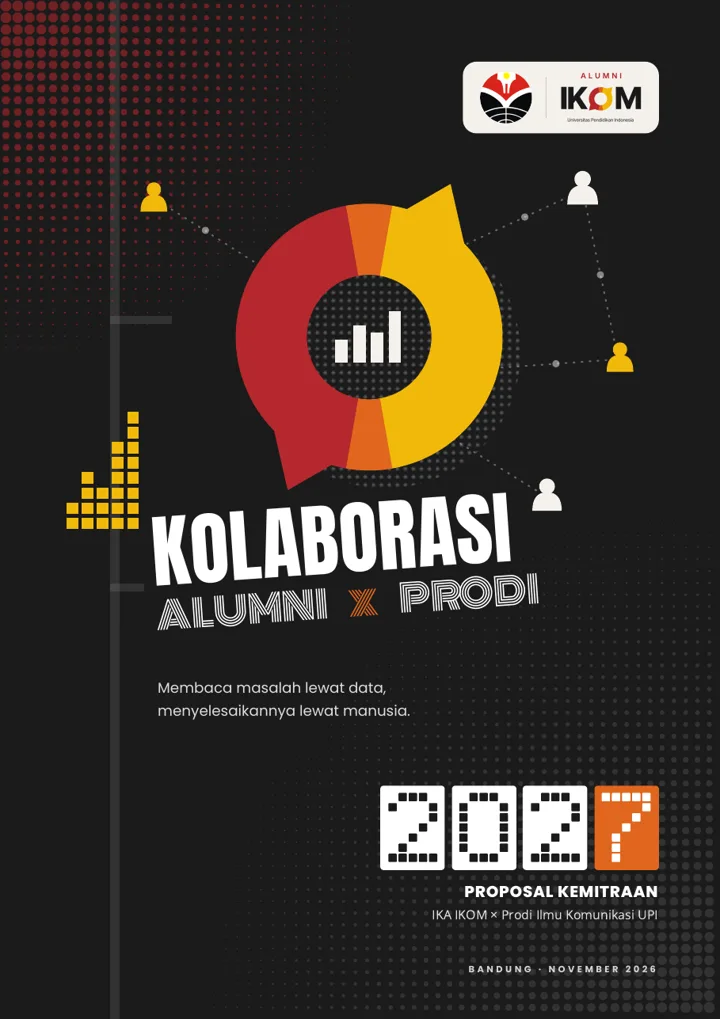 ALUMNI
IKOM
Universitas Pendidikan Indonesia
KOLABORASI
ALUMNI X PRODI
Membaca masalah lewat data,
menyelesaikannya lewat manusia.
2027
PROPOSAL KEMITRAAN
IKA IKOM × Prodi Ilmu Komunikasi UPI
BANDUNG · NOVEMBER 2026